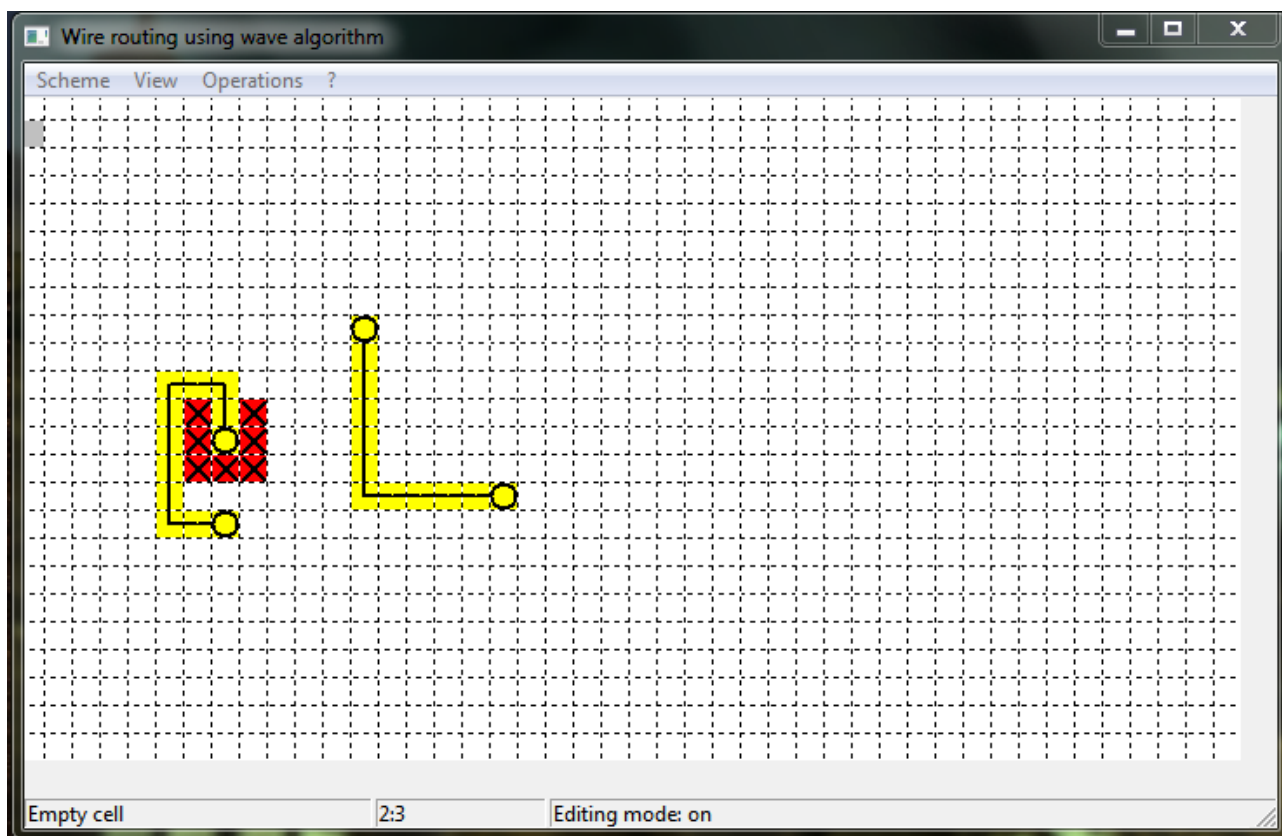 Wire routing using wave algorithm
Scheme View Operations ?
Empty cell 2:3 Editing mode: on